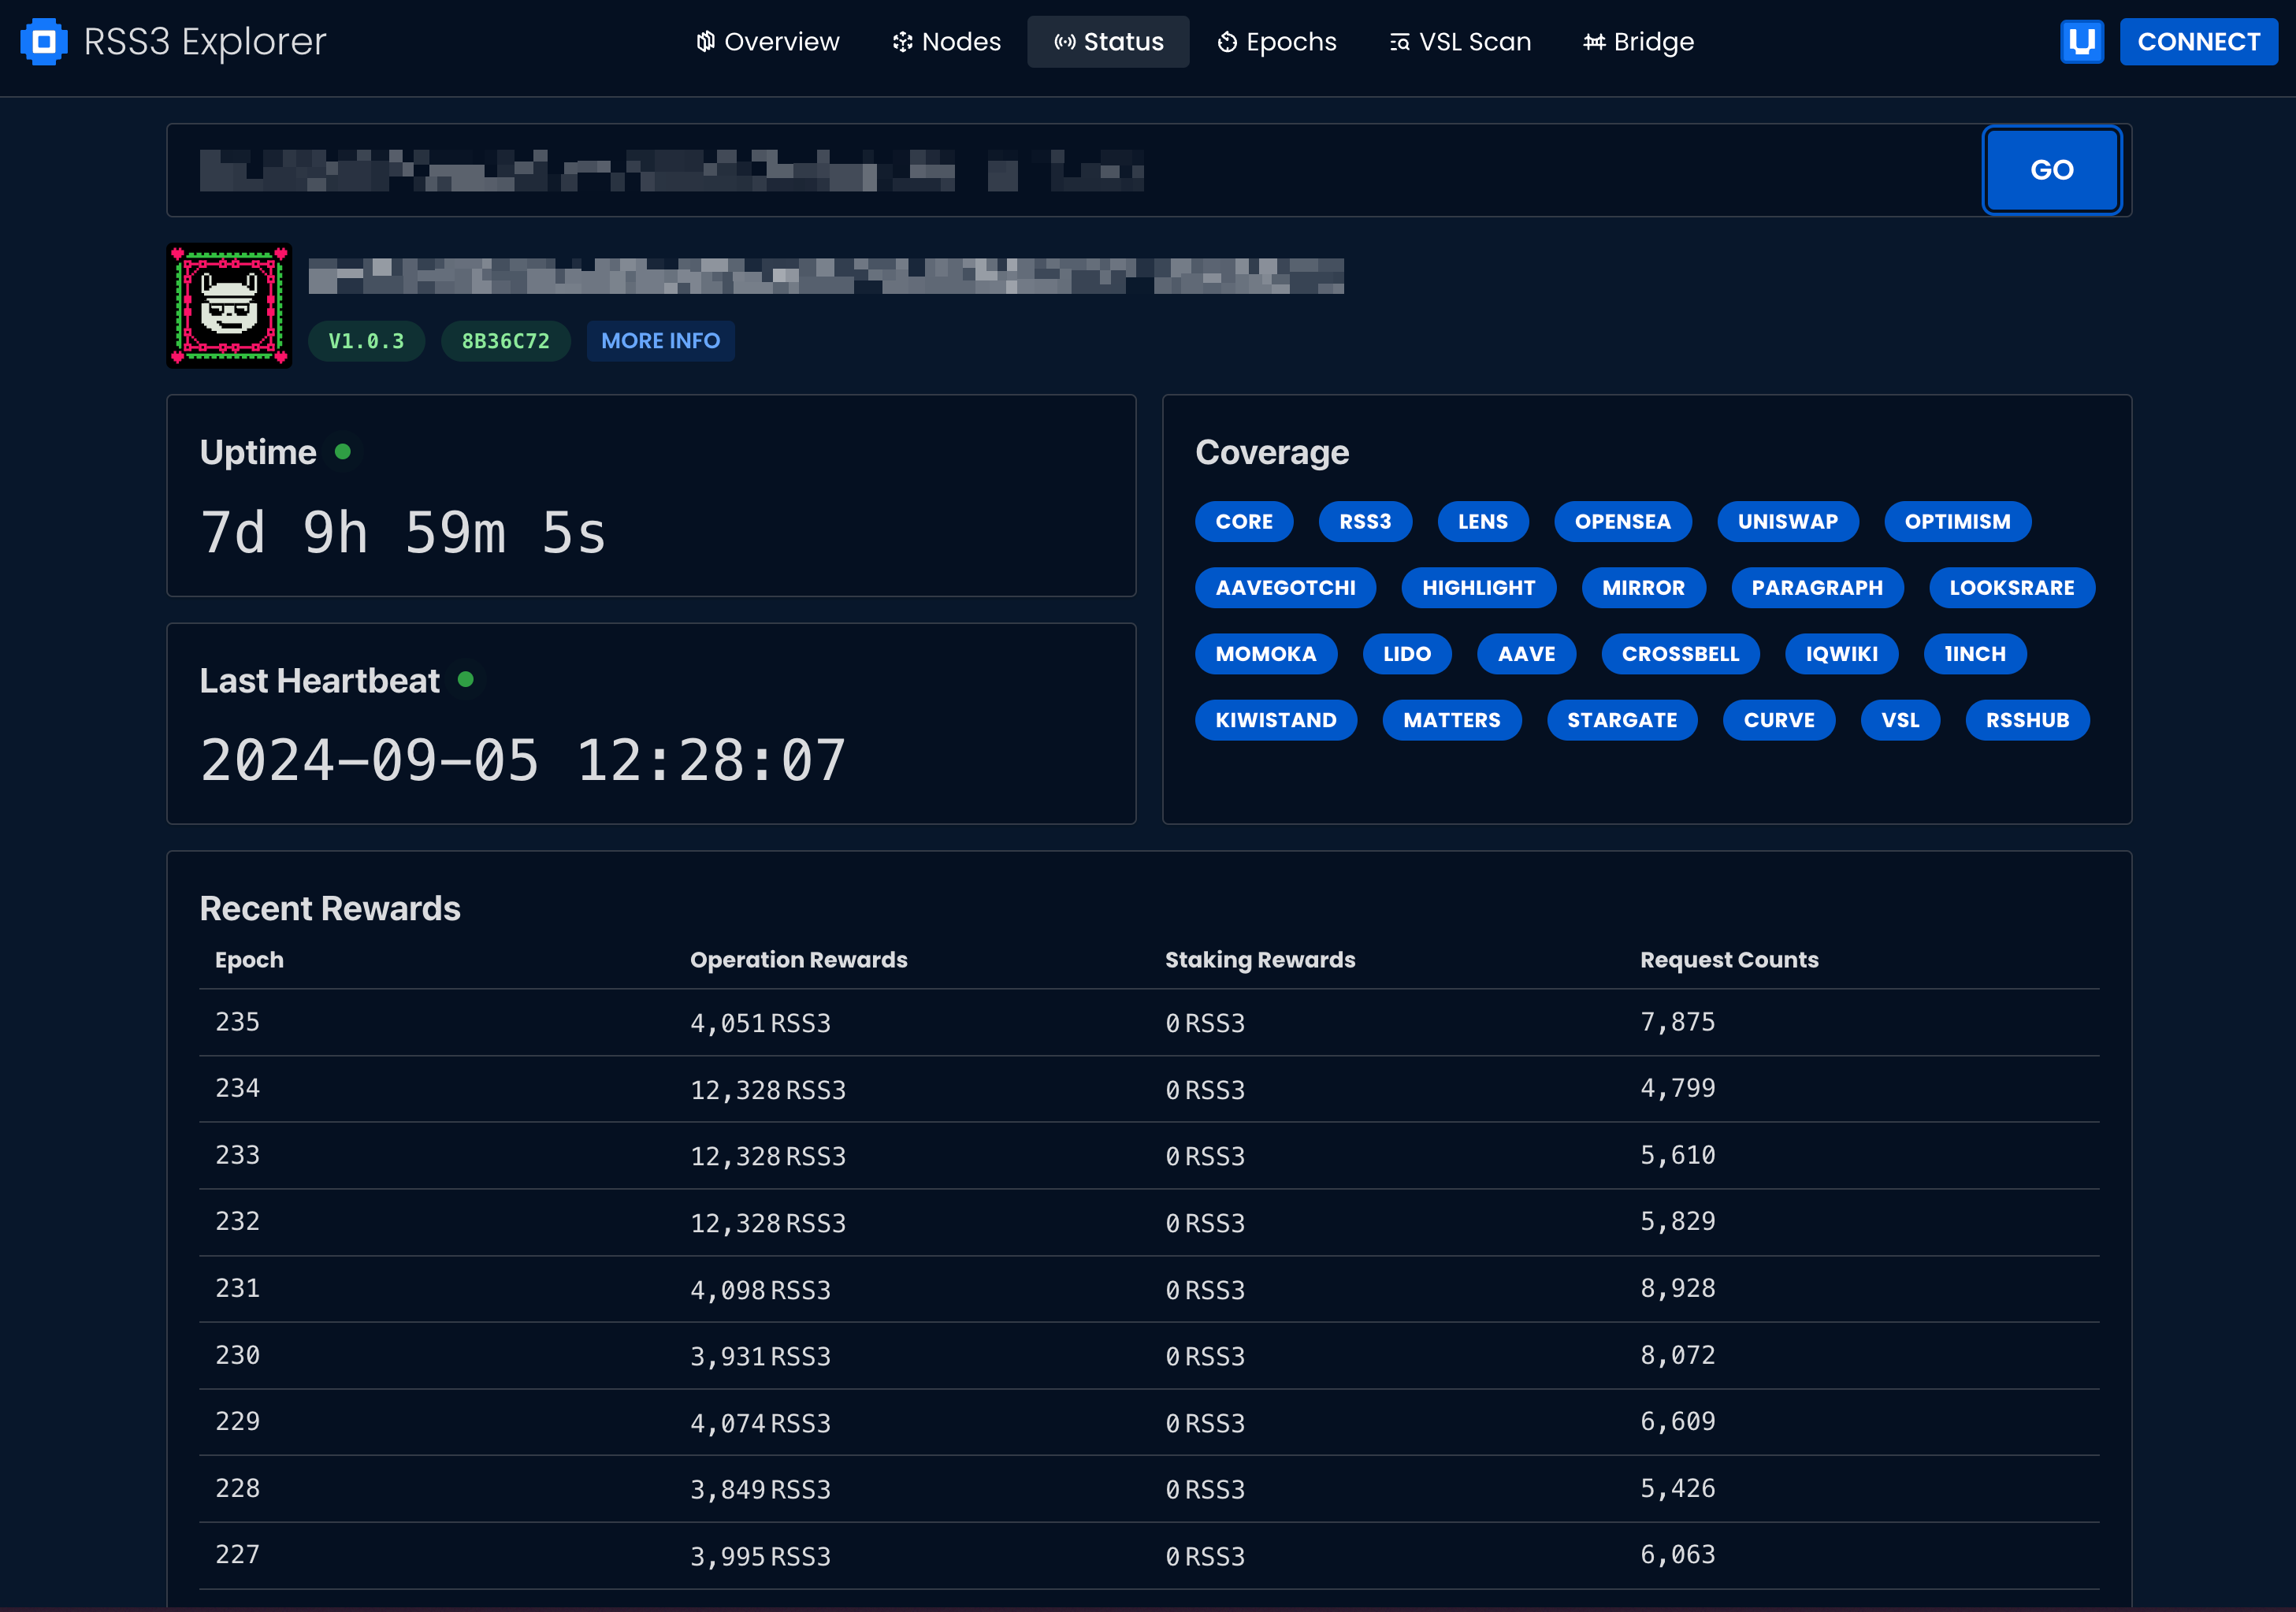 RSS3 Explorer
Overview Nodes Status Epochs VSL Scan Bridge
U CONNECT
GO
V1.0.3 8B36C72 MORE INFO
Uptime
7d 9h 59m 5s
Last Heartbeat
2024-09-05 12:28:07
Coverage
CORE RSS3 LENS OPENSEA UNISWAP OPTIMISM
AAVEGOTCHI HIGHLIGHT MIRROR PARAGRAPH LOOKSRARE
MOMOKA LIDO AAVE CROSSBELL IQWIKI 1INCH
KIWISTAND MATTERS STARGATE CURVE VSL RSSHUB
Recent Rewards
Epoch Operation Rewards Staking Rewards Request Counts
235 4,051 RSS3 0 RSS3 7,875
234 12,328 RSS3 0 RSS3 4,799
233 12,328 RSS3 0 RSS3 5,610
232 12,328 RSS3 0 RSS3 5,829
231 4,098 RSS3 0 RSS3 8,928
230 3,931 RSS3 0 RSS3 8,072
229 4,074 RSS3 0 RSS3 6,609
228 3,849 RSS3 0 RSS3 5,426
227 3,995 RSS3 0 RSS3 6,063